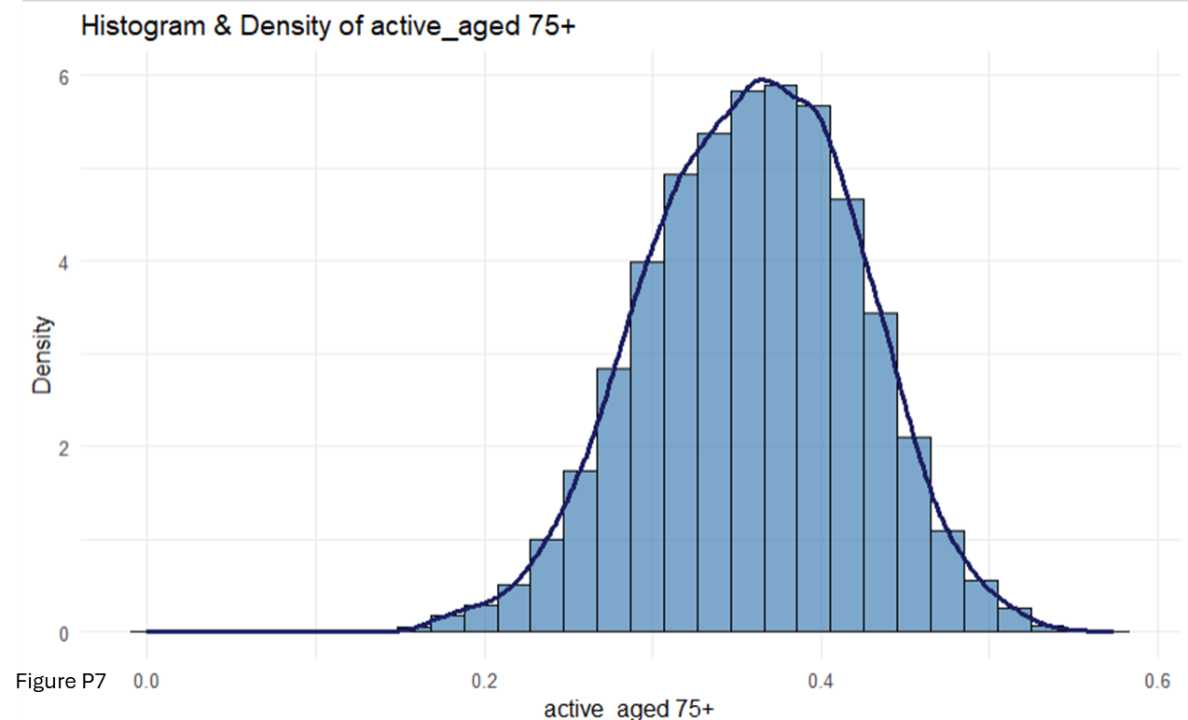 Histogram & Density of active_aged 75+
6
4
2
0
Density
Figure P7 0.0 0.2 0.4 0.6
active_aged 75+